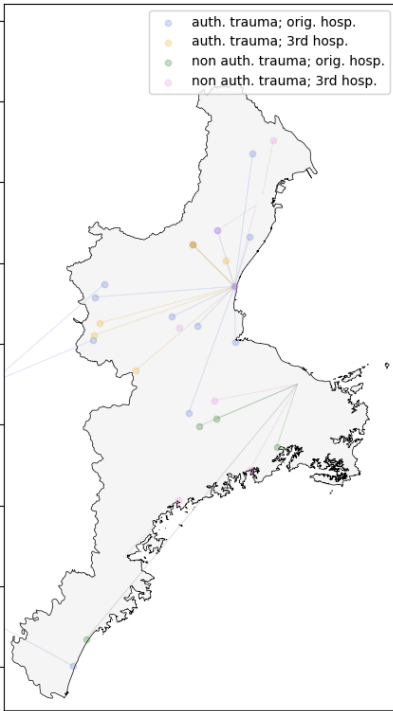 auth. trauma; orig. hosp.
auth. trauma; 3rd hosp.
non auth. trauma; orig. hosp.
non auth. trauma; 3rd hosp.